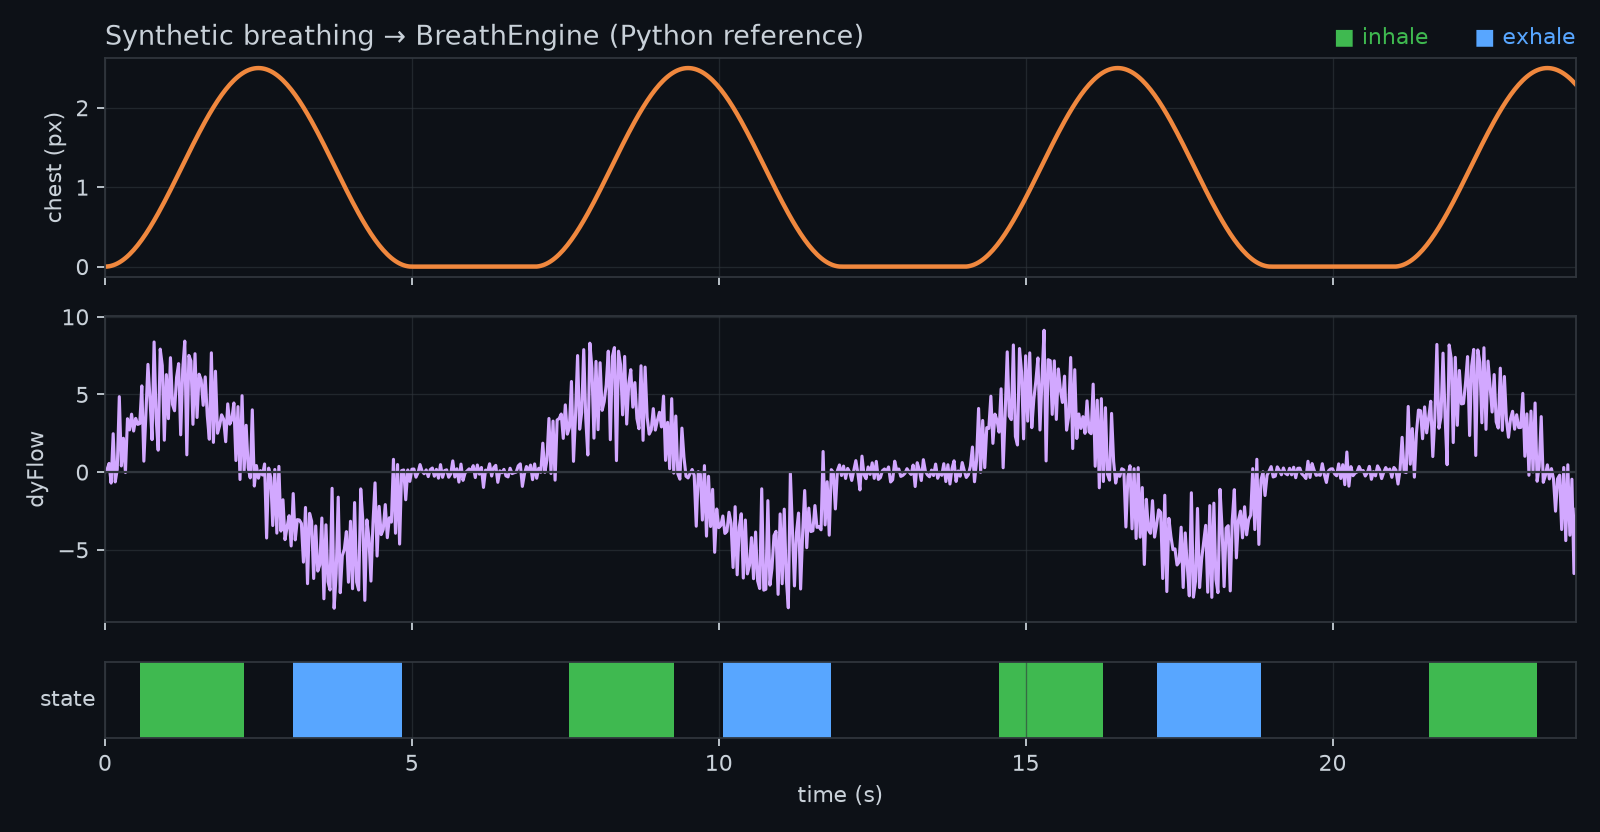 Synthetic breathing → BreathEngine (Python reference)
inhale
exhale
chest (px)
2
1
0
dyFlow
10
5
0
−5
state
0
5
10
15
20
time (s)